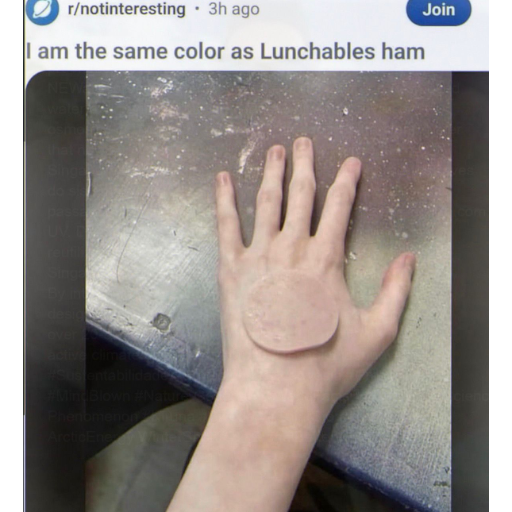 r/notinteresting • 3h ago
Join
I am the same color as Lunchables ham